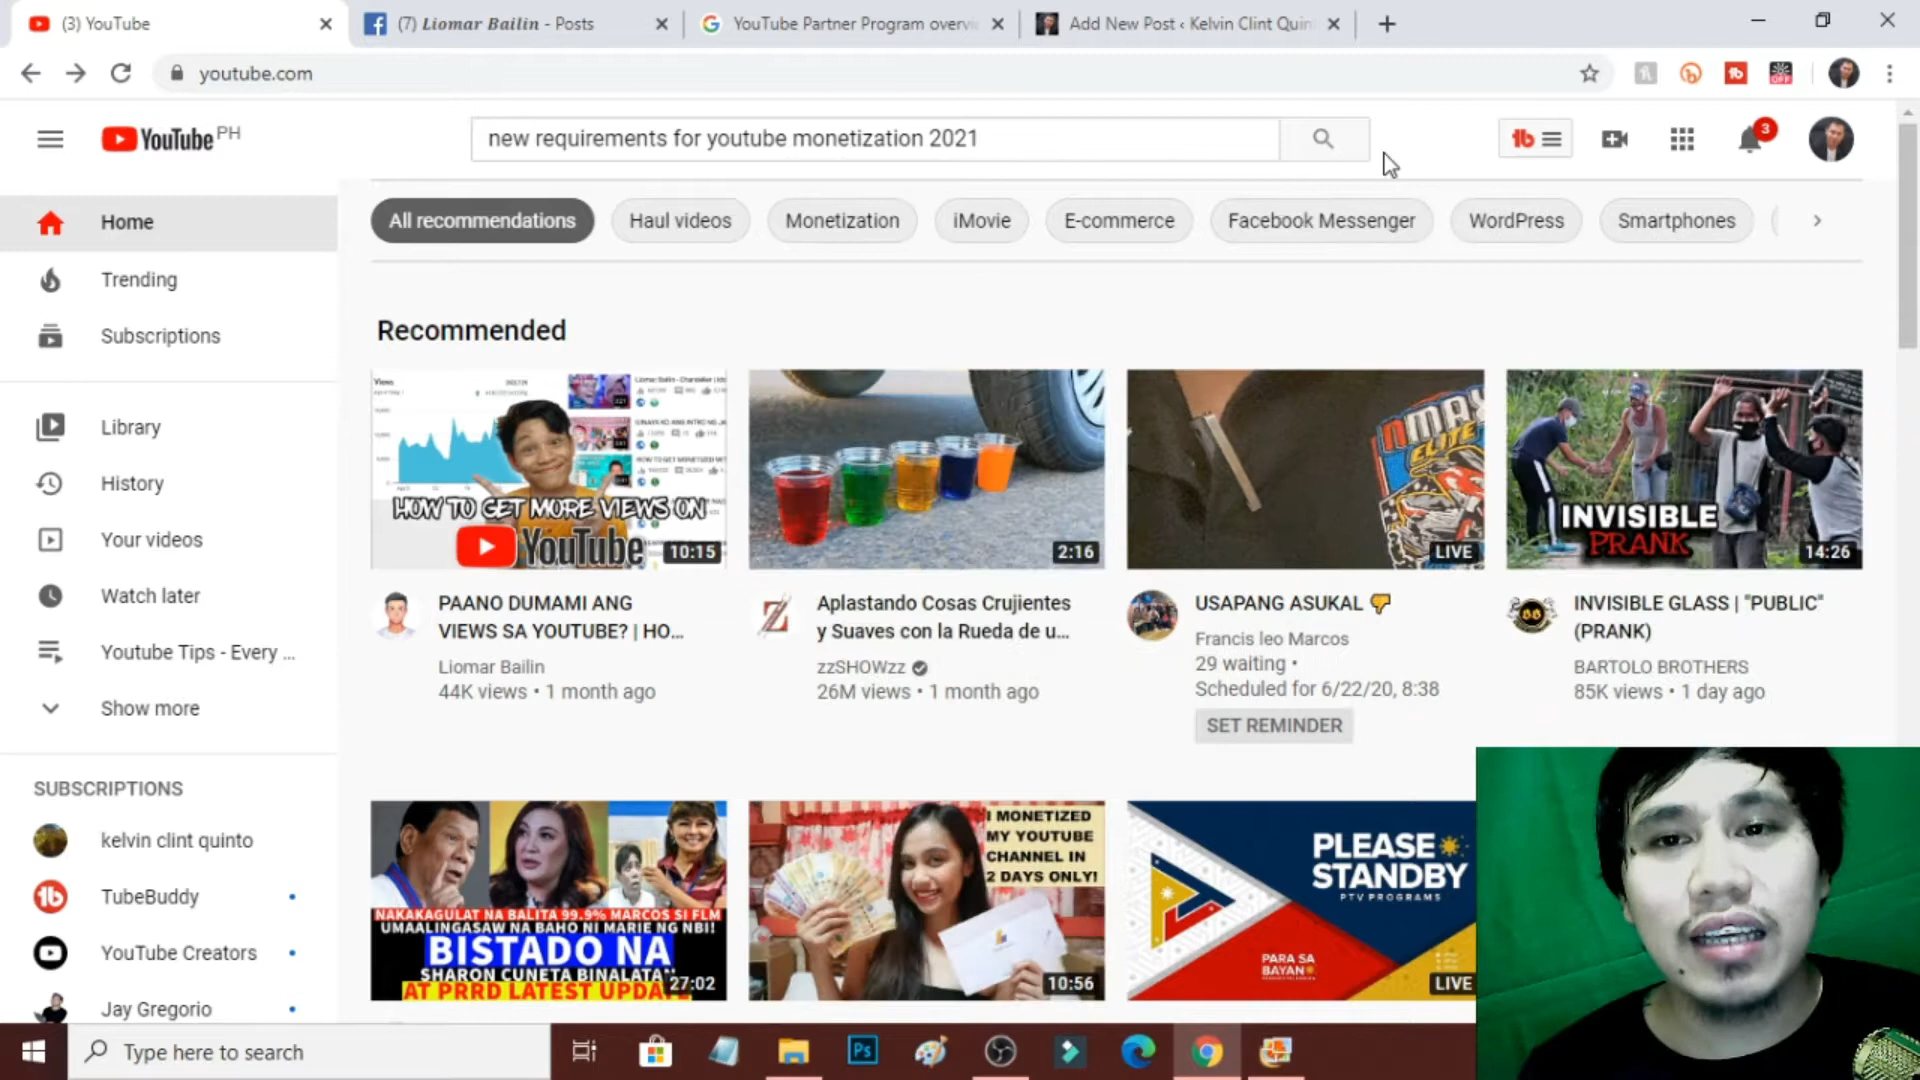 (3) YouTube
(7) Liomar Bailin - Posts
YouTube Partner Program overvi
Add New Post ‹ Kelvin Clint Quin
youtube.com
YouTube PH
new requirements for youtube monetization 2021
3
Home
Trending
Subscriptions
Library
History
Your videos
Watch later
Youtube Tips - Every ...
Show more
SUBSCRIPTIONS
kelvin clint quinto
TubeBuddy
YouTube Creators
Jay Gregorio
All recommendations
Haul videos
Monetization
iMovie
E-commerce
Facebook Messenger
WordPress
Smartphones
Recommended
Views
HOW TO GET MORE VIEWS ON
YouTube
10:15
PAANO DUMAMI ANG
VIEWS SA YOUTUBE? | HO...
Liomar Bailin
44K views • 1 month ago
2:16
Aplastando Cosas Crujientes
y Suaves con la Rueda de u...
zzSHOWzz
26M views • 1 month ago
ELITE
LIVE
USAPANG ASUKAL
Francis leo Marcos
29 waiting •
Scheduled for 6/22/20, 8:38
SET REMINDER
INVISIBLE
PRANK
14:26
INVISIBLE GLASS | "PUBLIC"
(PRANK)
BARTOLO BROTHERS
85K views • 1 day ago
NAKAKAGULAT NA BALITA 99.9% MARCOS SI FLM
UMAALINGASAW NA BAHO NI MARIE NG NBI!
BISTADO NA
SHARON CUNETA BINALATAN
AT PRRD LATEST UPDATE
27:02
I MONETIZED
MY YOUTUBE
CHANNEL IN
2 DAYS ONLY!
10:56
PLEASE
STANDBY
PTV PROGRAMS
PARA SA
BAYAN
LIVE
Type here to search
Ps